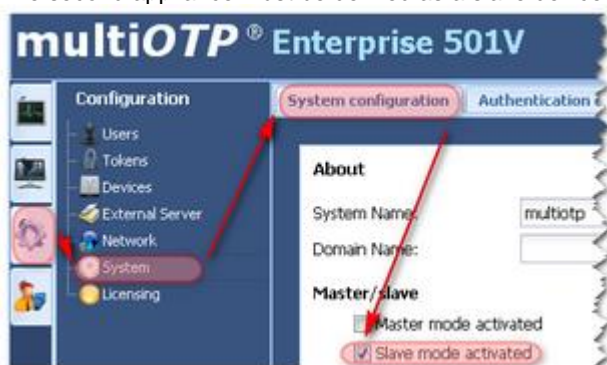 multiOTP ® Enterprise 501V
Configuration
Users
Tokens
Devices
External Server
Network
System
Licensing
System configuration
Authentication
About
System Name:
multiotp
Domain Name:
Master/slave
Master mode activated
Slave mode activated